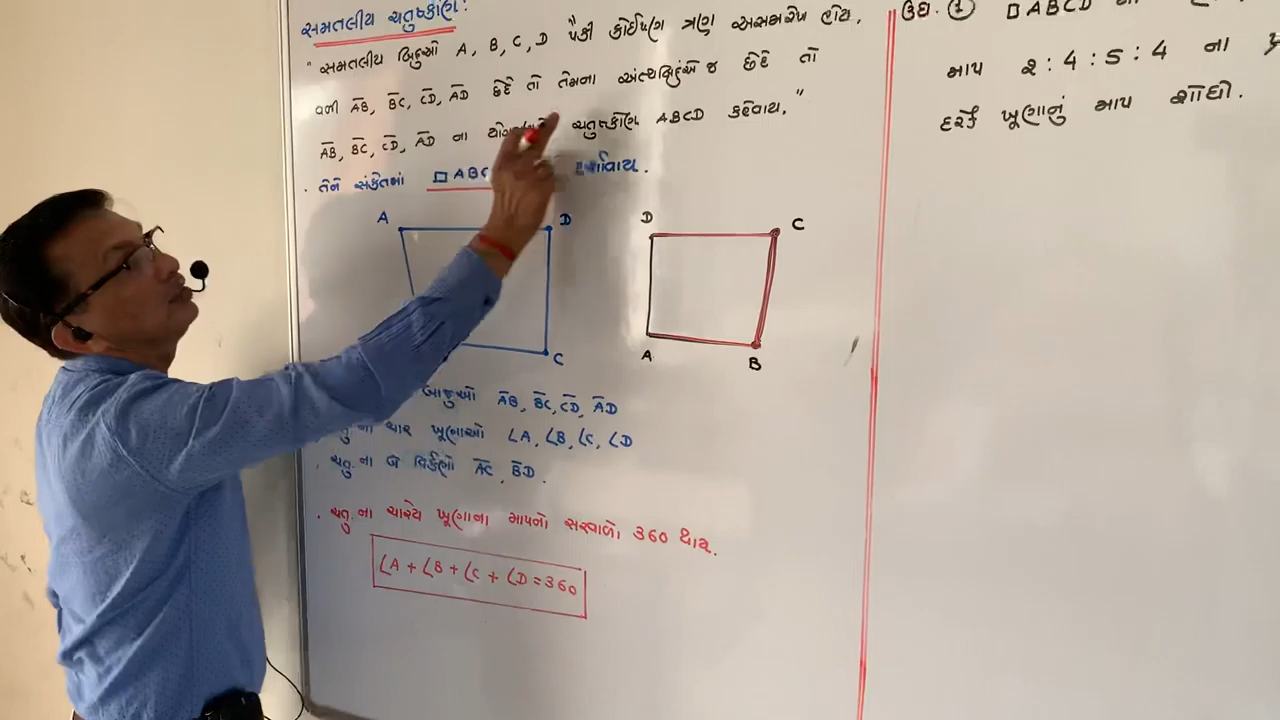 સમતલીય ચતુષ્કોણ:
" સમતલીય બિંદુઓ A, B, C, D પૈકી કોઈપણ ત્રણ અસમરેખ હોય,
વળી AB, BC, CD, AD છેદે તો તેમના અંત્યબિંદુએ જ છેદે તો
AB, BC, CD, AD ના ચતુષ્કોણ ABCD કહેવાય,"
. તેને સંકેતમાં □ABC દર્શાવાય.
A
D
C
D
C
A
B
બાજુઓ AB, BC, CD, AD
ના ચાર ખૂણાઓ ∠A, ∠B, ∠C, ∠D
. ચતુ. ના બે વિકર્ણો AC, BD.
. ચતુ. ના ચારેય ખૂણાના માપનો સરવાળો 360 થાય.
∠A + ∠B + ∠C + ∠D = 360
ઉદા. ① □ABCD
માપ ૨ : 4 : 5 : 4 ના
દરેક ખૂણાનું માપ શોધો.